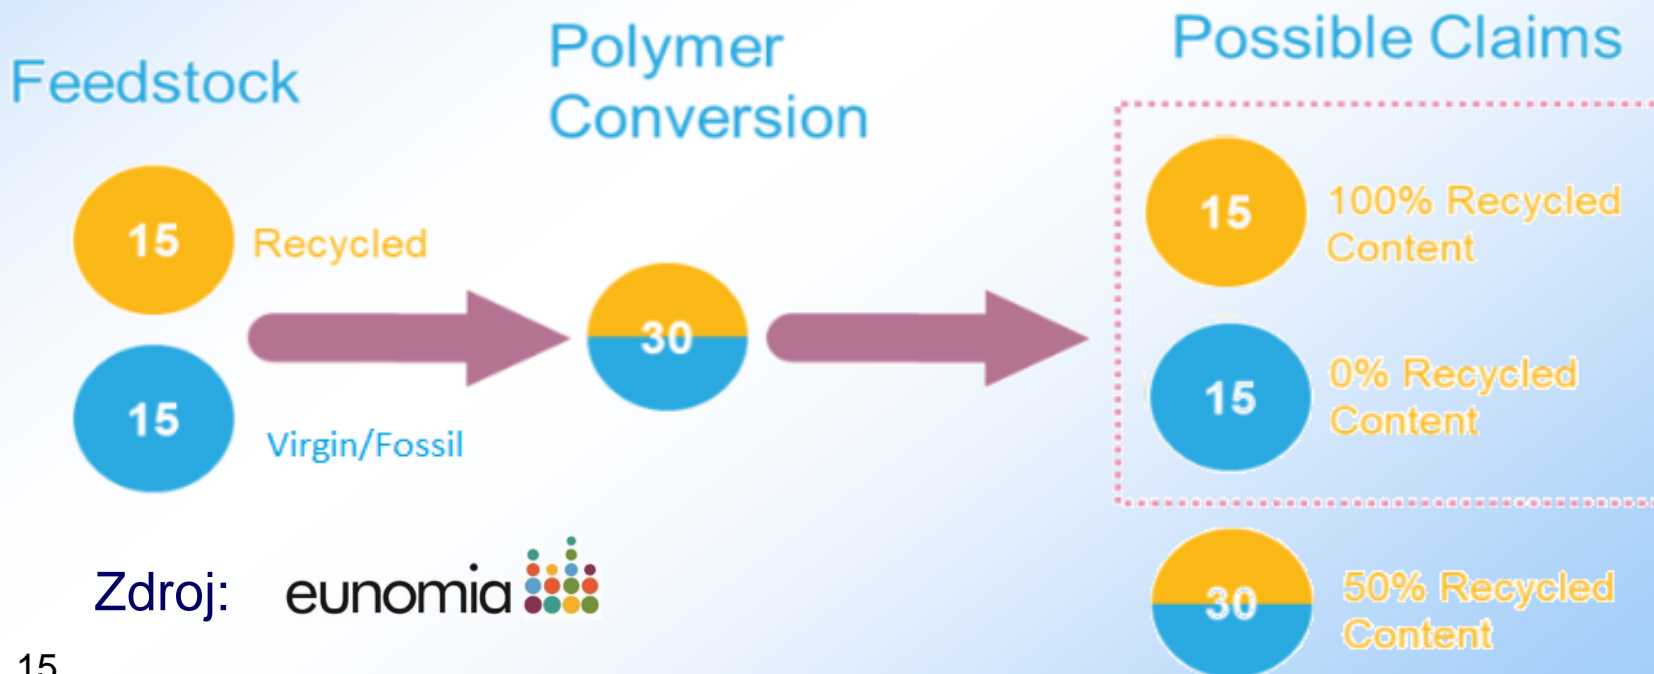 Feedstock
Polymer
Conversion
Possible Claims
15
Recycled
15
Virgin/Fossil
30
15
100% Recycled
Content
15
0% Recycled
Content
30
50% Recycled
Content
Zdroj:
eunomia
15